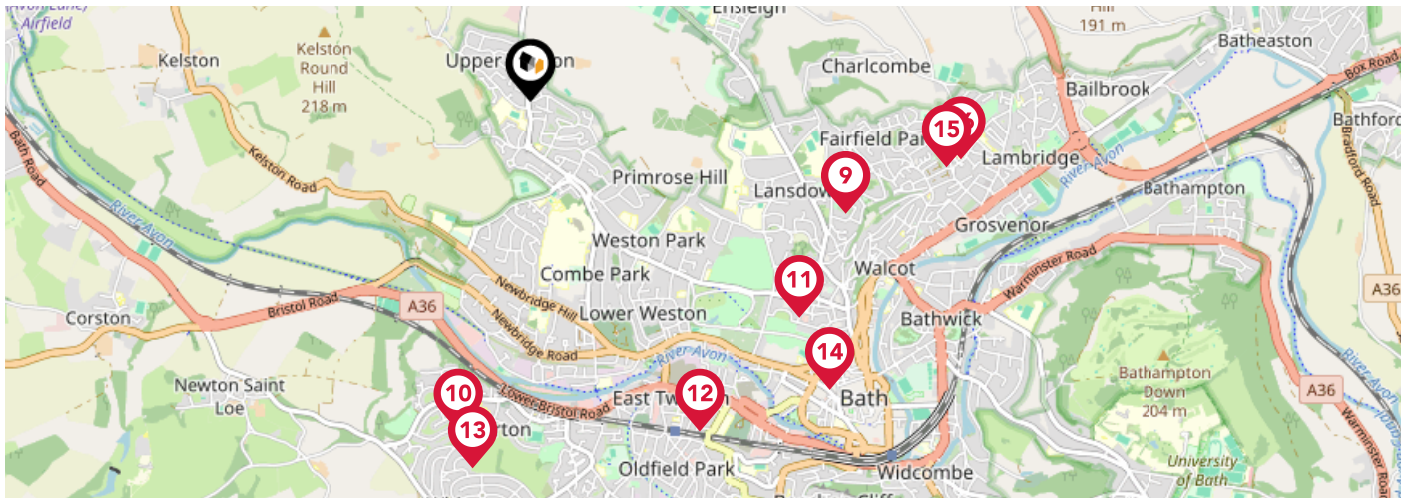 Airfield
Ensleigh
191 m
Kelston
Round
Hill
218 m
Kelston
Upper
Charlcombe
Batheaston
Box Road
Bailbrook
Bathford
Bradford Road
Fairfield
15
Lambridge
River Avon
Bath Road
Kelston Road
Primrose Hill
9
Bathampton
River Avon
Grosvenor
Weston Park
Walcot
Warminster Road
Combe Park
11
A36
Newbridge Hill
Bristol Road
A36
Corston
Lower Weston
Bathwick
Newbridge Road
River Avon
14
River Avon
Bathampton
Down
204 m
A36
Newton Saint
Loe
10
Lower Bristol Road
East
12
Bath
Warminster Road
13
Oldfield Park
Widcombe
University
of Bath